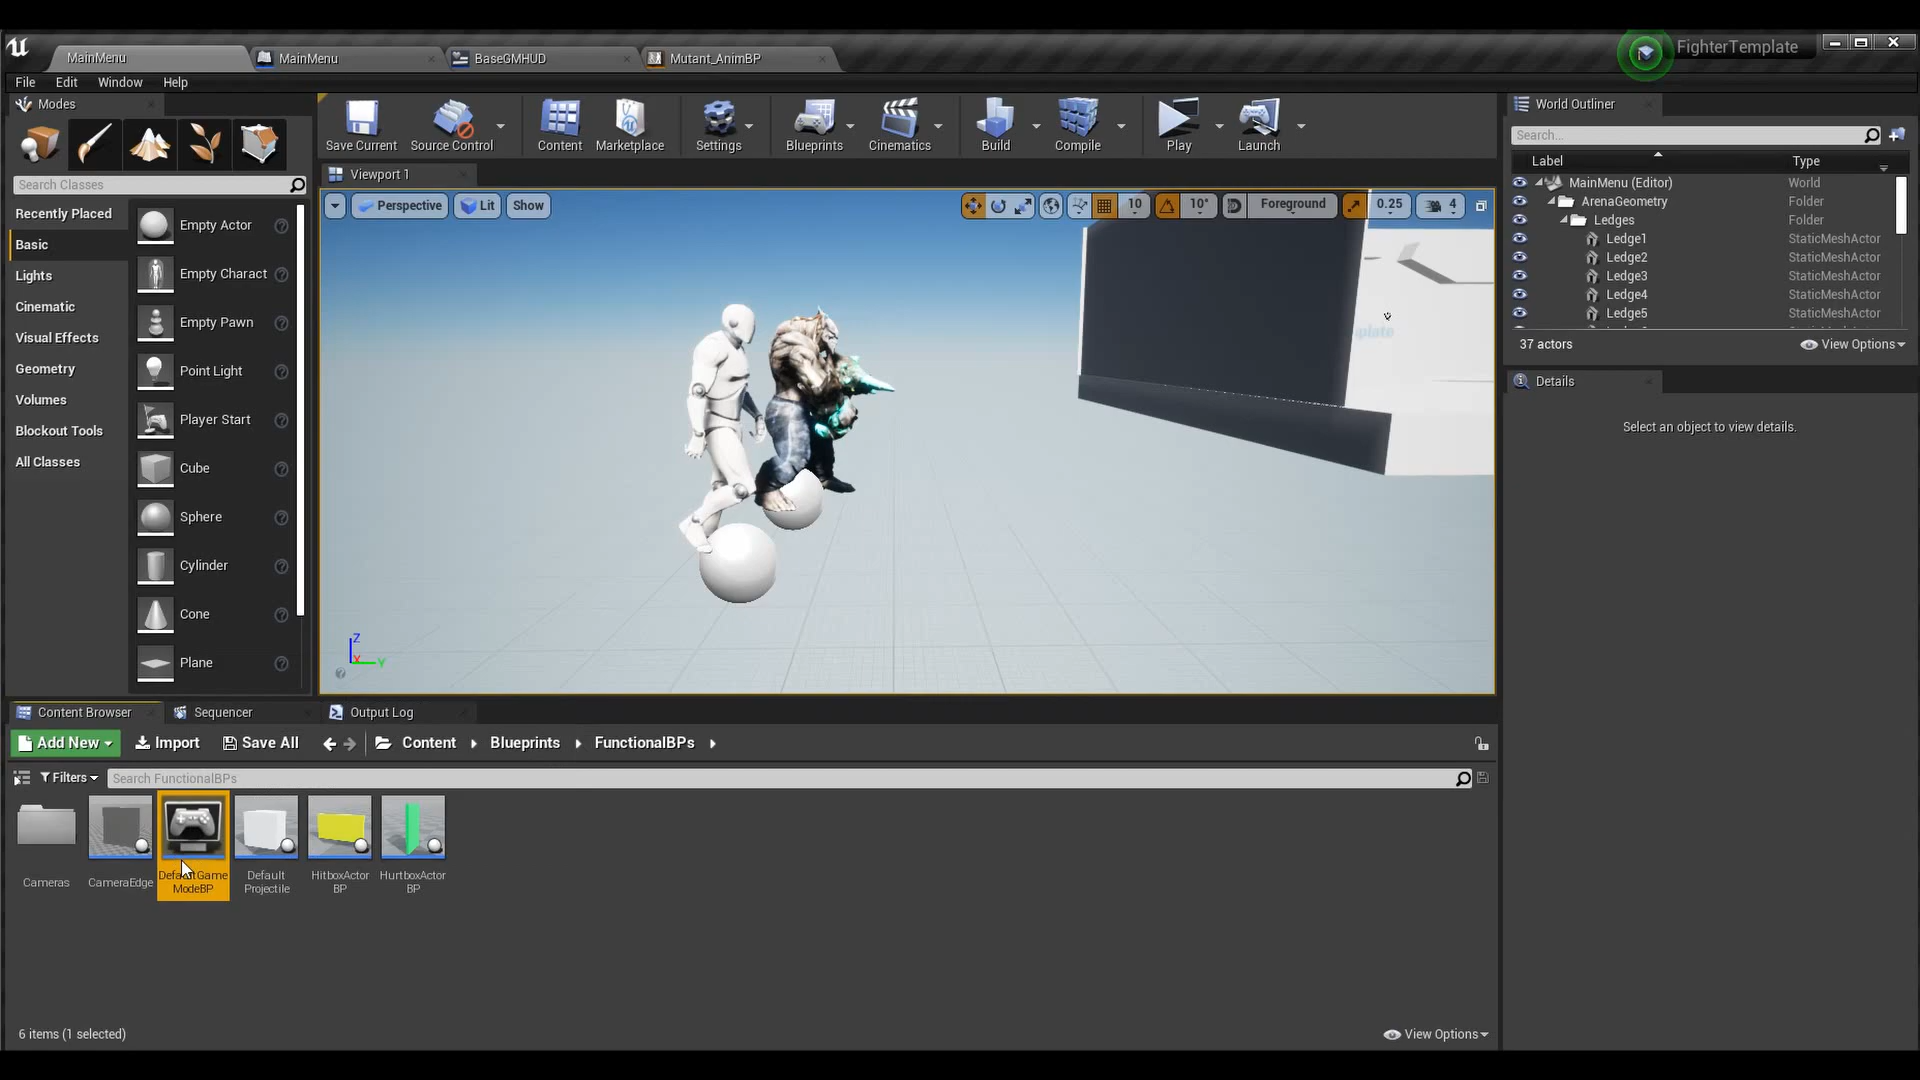 MainMenu
MainMenu
BaseGMHUD
Mutant_AnimBP
FighterTemplate
File Edit Window Help
Modes
Search Classes
Recently Placed
Basic
Lights
Cinematic
Visual Effects
Geometry
Volumes
Blockout Tools
All Classes
Empty Actor
Empty Charact
Empty Pawn
Point Light
Player Start
Cube
Sphere
Cylinder
Cone
Plane
Save Current
Source Control
Content
Marketplace
Settings
Blueprints
Cinematics
Build
Compile
Play
Launch
Viewport 1
Perspective
Lit
Show
10
10°
Foreground
0.25
4
plate
Z
X
Y
World Outliner
Search...
Label Type
MainMenu (Editor) World
ArenaGeometry Folder
Ledges Folder
Ledge1 StaticMeshActor
Ledge2 StaticMeshActor
Ledge3 StaticMeshActor
Ledge4 StaticMeshActor
Ledge5 StaticMeshActor
37 actors
View Options
Details
Select an object to view details.
Content Browser
Sequencer
Output Log
Add New
Import
Save All
Content
Blueprints
FunctionalBPs
Filters
Search FunctionalBPs
Cameras
CameraEdge
DefaultGame
ModeBP
Default
Projectile
HitboxActor
BP
HurtboxActor
BP
6 items (1 selected)
View Options